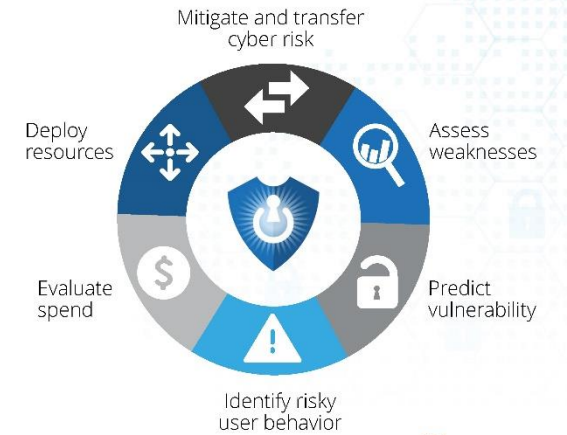 Mitigate and transfer
cyber risk
Assess
weaknesses
Predict
vulnerability
Identify risky
user behavior
Evaluate
spend
Deploy
resources
$
!